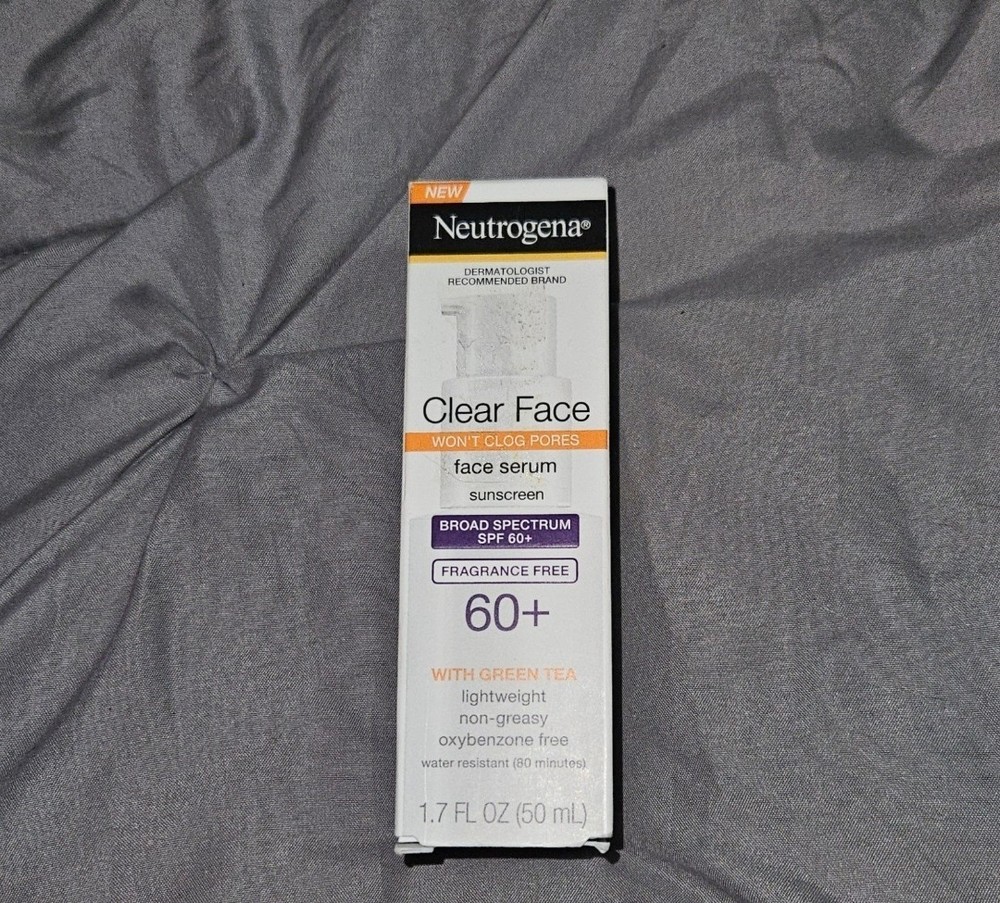 NEW
Neutrogena®
DERMATOLOGIST
RECOMMENDED BRAND
Clear Face
WON'T CLOG PORES
face serum
sunscreen
BROAD SPECTRUM
SPF 60+
FRAGRANCE FREE
60+
WITH GREEN TEA
lightweight
non-greasy
oxybenzone free
water resistant (80 minutes)
1.7 FL OZ (50 mL)